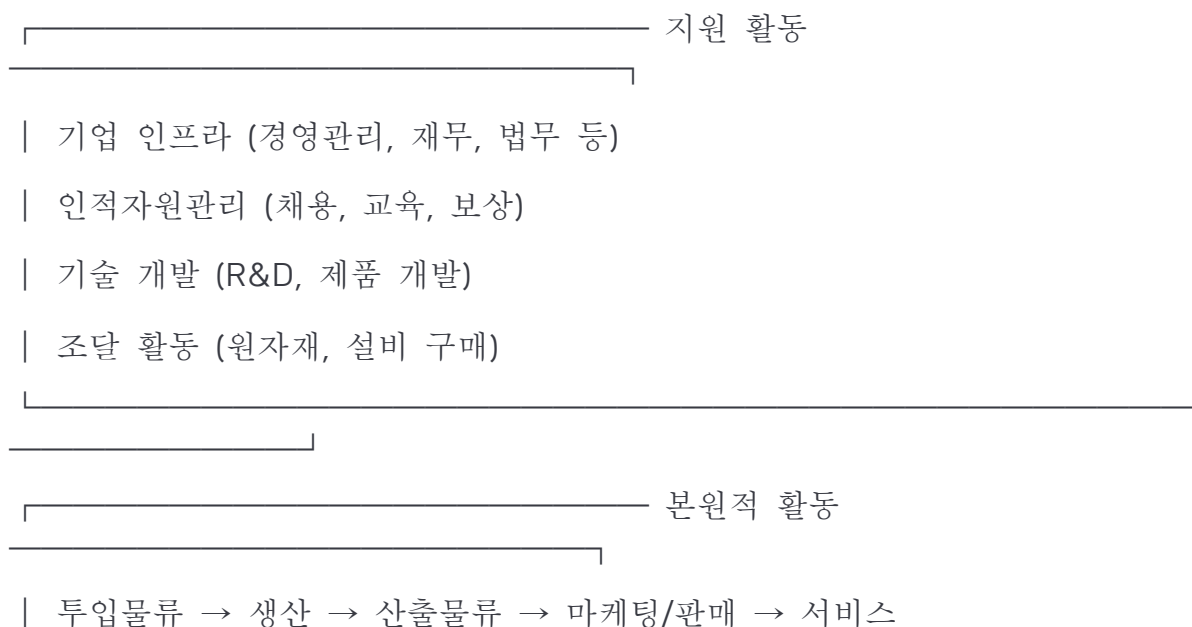 ┌──────────────────── 지원 활동
────────────────────┐
│ 기업 인프라 (경영관리, 재무, 법무 등)
│ 인적자원관리 (채용, 교육, 보상)
│ 기술 개발 (R&D, 제품 개발)
│ 조달 활동 (원자재, 설비 구매)
└─────────────────────────────────────
──────────┘
┌──────────────────── 본원적 활동
───────────────────┐
│ 투입물류 → 생산 → 산출물류 → 마케팅/판매 → 서비스